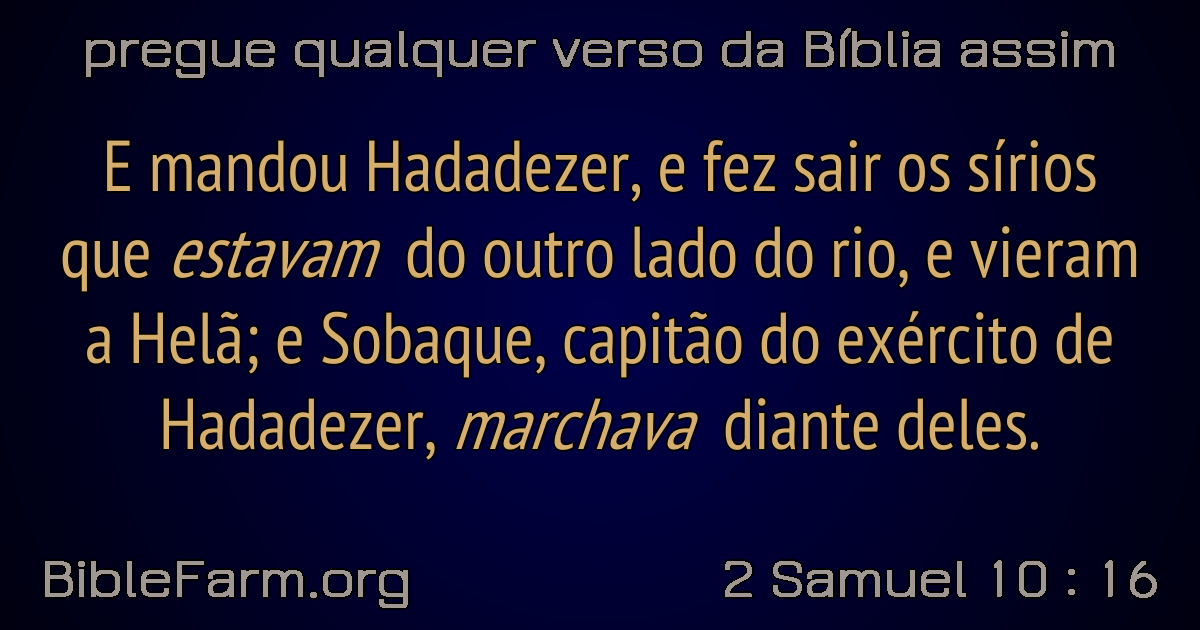 pregue qualquer verso da Bíblia assim
E mandou Hadadezer, e fez sair os sírios
que estavam do outro lado do rio, e vieram
a Helã; e Sobaque, capitão do exército de
Hadadezer, marchava diante deles.
BibleFarm.org
2 Samuel 10 : 16